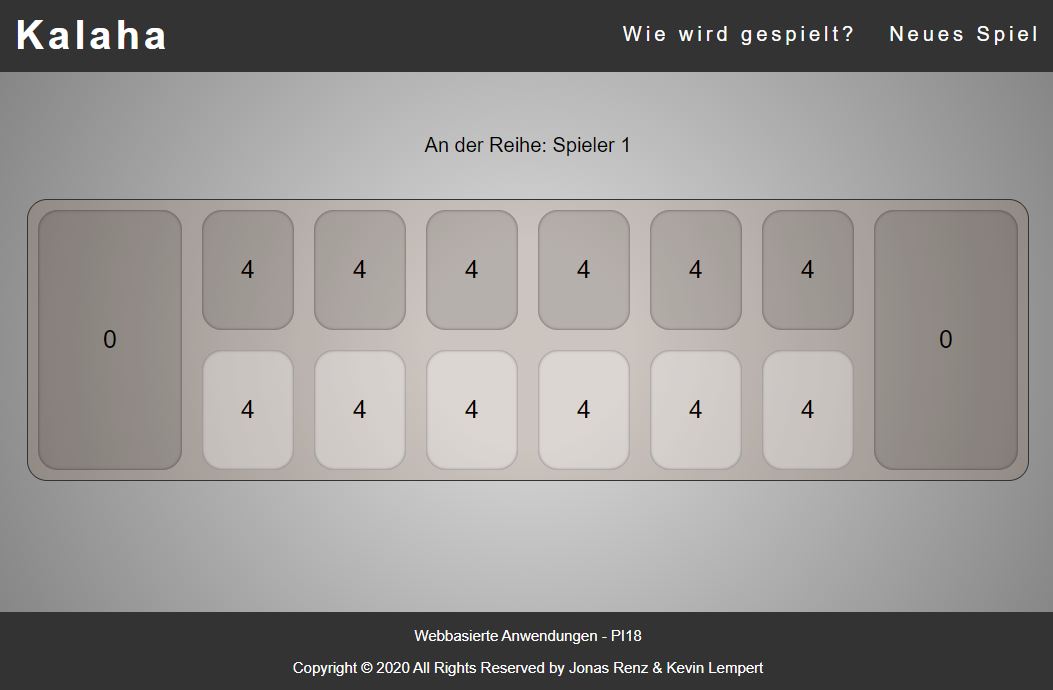 Kalaha
Wie wird gespielt? Neues Spiel
An der Reihe: Spieler 1
4 4 4 4 4 4
0 0
4 4 4 4 4 4
Webbasierte Anwendungen - PI18
Copyright © 2020 All Rights Reserved by Jonas Renz & Kevin Lempert